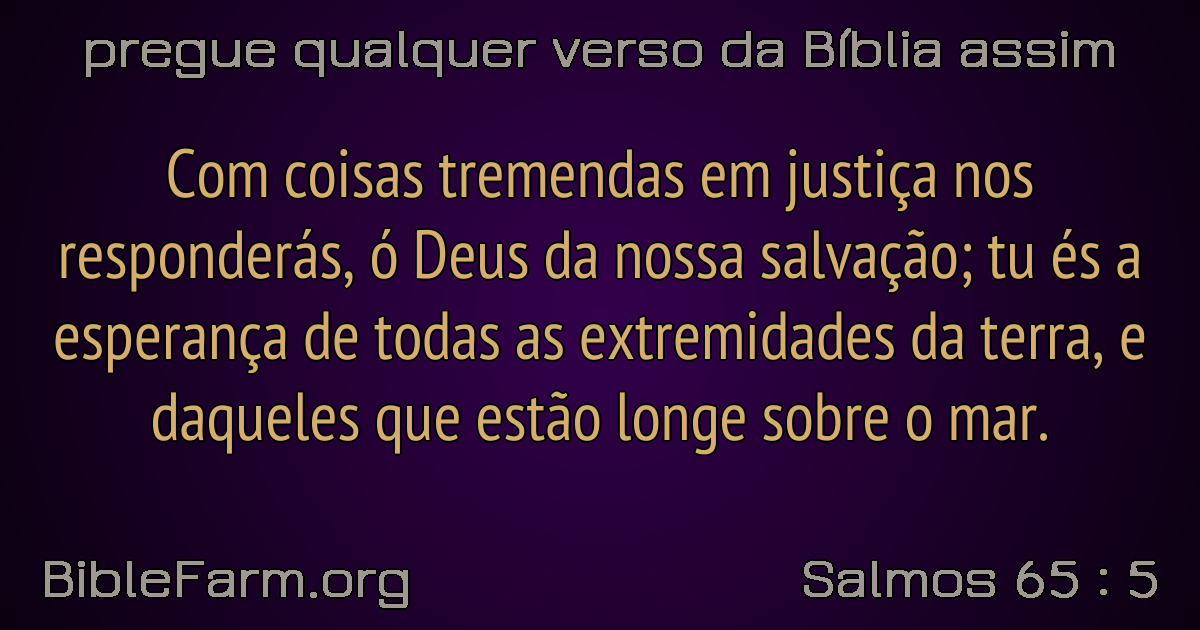 pregue qualquer verso da Bíblia assim
Com coisas tremendas em justiça nos
responderás, ó Deus da nossa salvação; tu és a
esperança de todas as extremidades da terra, e
daqueles que estão longe sobre o mar.
BibleFarm.org
Salmos 65 : 5